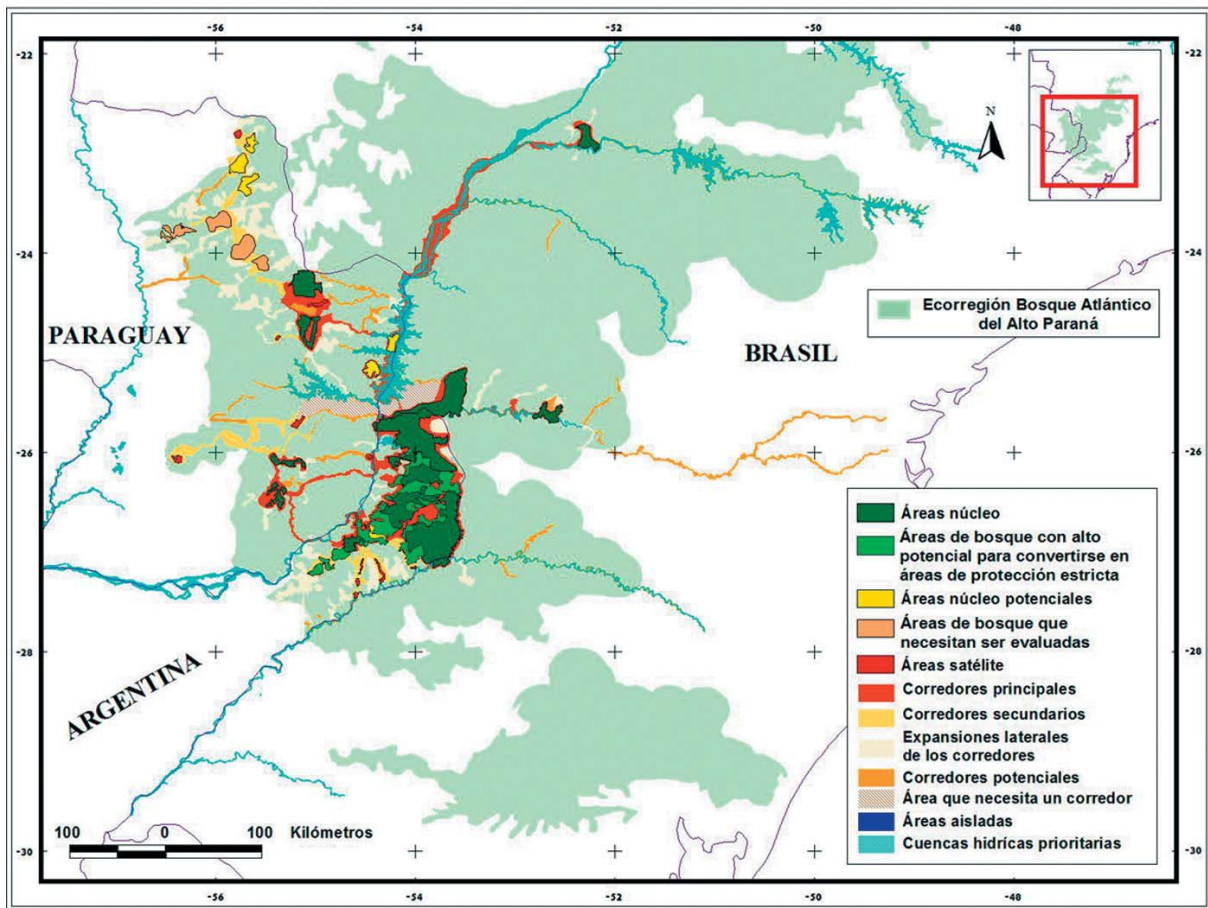 -56 -54 -52 -50 -48
-22 -22
N
-24 -24
PARAGUAY
BRASIL
Ecorregión Bosque Atlántico
del Alto Paraná
-26 -26
Áreas núcleo
Áreas de bosque con alto
potencial para convertirse en
áreas de protección estricta
Áreas núcleo potenciales
Áreas de bosque que
necesitan ser evaluadas
-28 -28
ARGENTINA
Áreas satélite
Corredores principales
Corredores secundarios
Expansiones laterales
de los corredores
Corredores potenciales
Área que necesita un corredor
Áreas aisladas
Cuencas hidrícas prioritarias
100 0 100 Kilómetros
-30 -30
-56 -54 -52 -50 -48